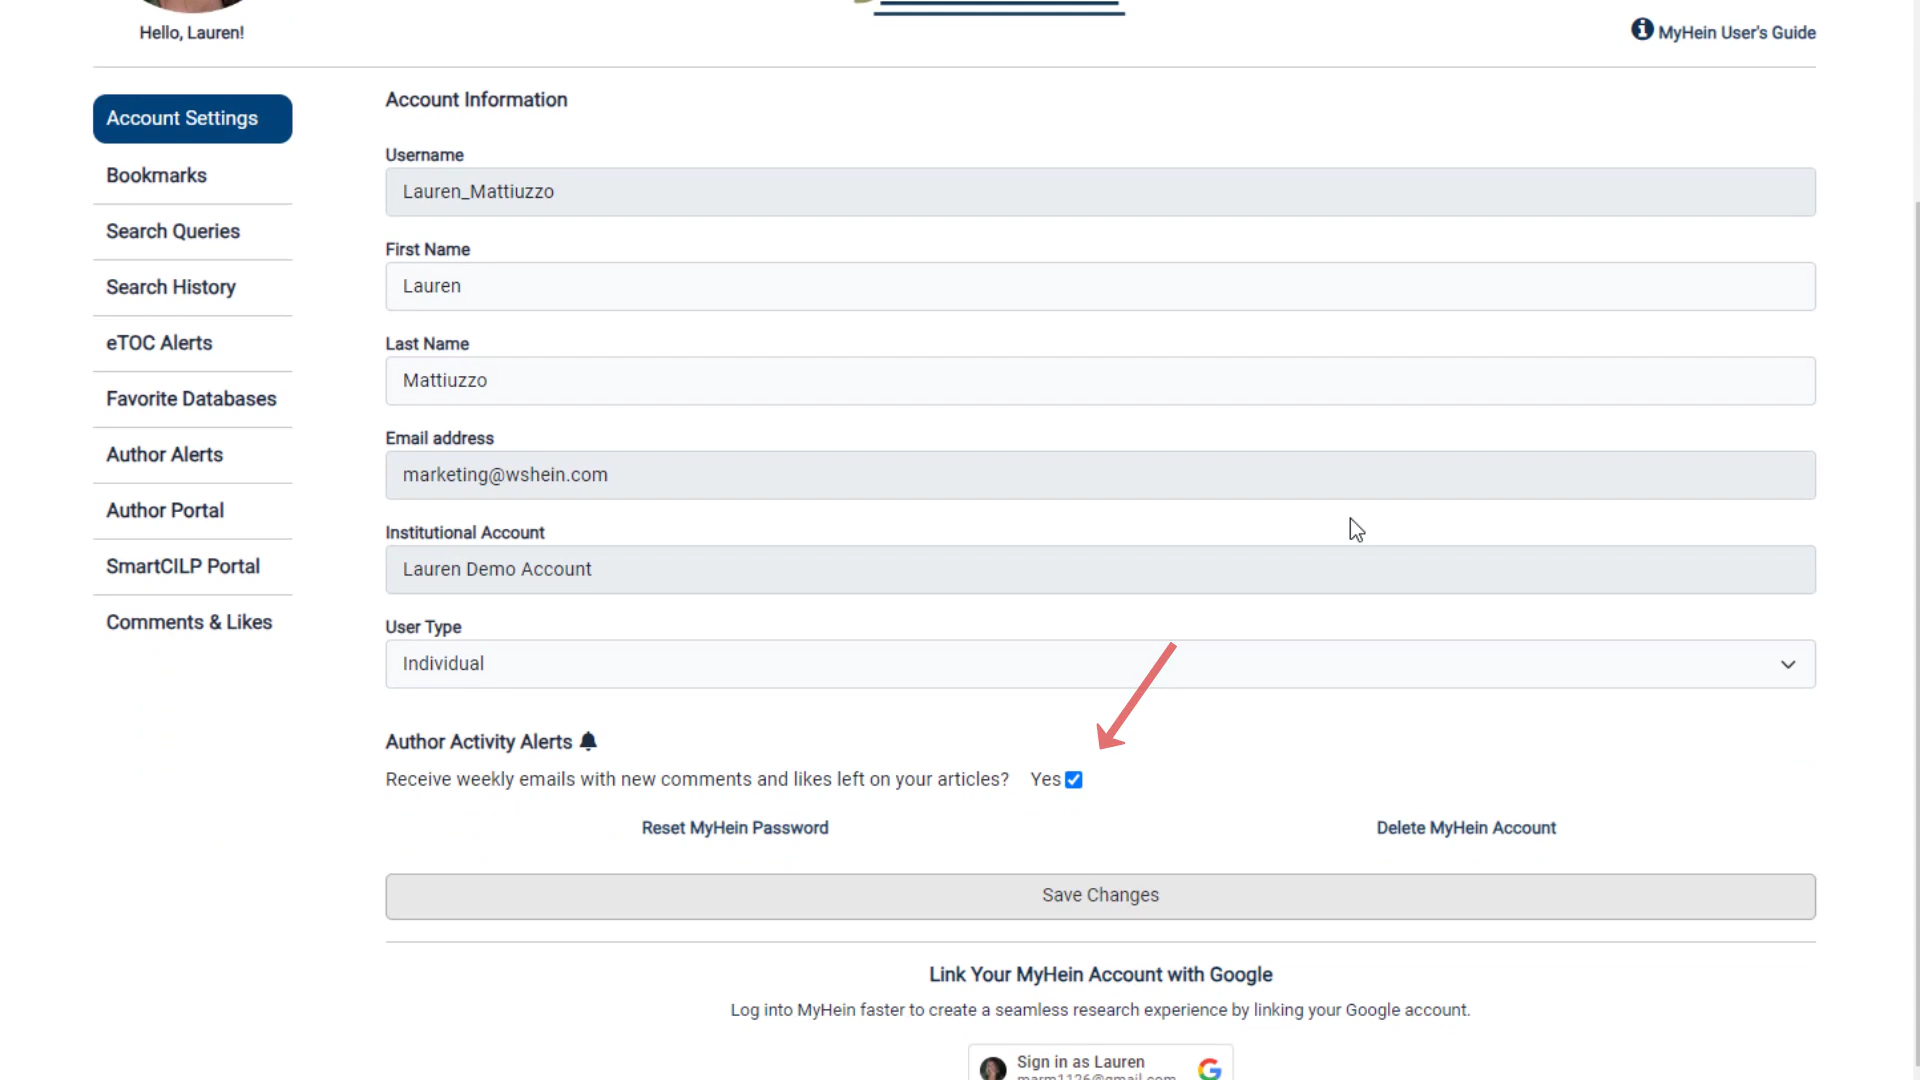 Hello, Lauren!
MyHein User's Guide
Account Settings
Bookmarks
Search Queries
Search History
eTOC Alerts
Favorite Databases
Author Alerts
Author Portal
SmartCILP Portal
Comments & Likes
Account Information
Username
Lauren_Mattiuzzo
First Name
Lauren
Last Name
Mattiuzzo
Email address
marketing@wshein.com
Institutional Account
Lauren Demo Account
User Type
Individual
Author Activity Alerts
Receive weekly emails with new comments and likes left on your articles? Yes
Reset MyHein Password
Delete MyHein Account
Save Changes
Link Your MyHein Account with Google
Log into MyHein faster to create a seamless research experience by linking your Google account.
Sign in as Lauren